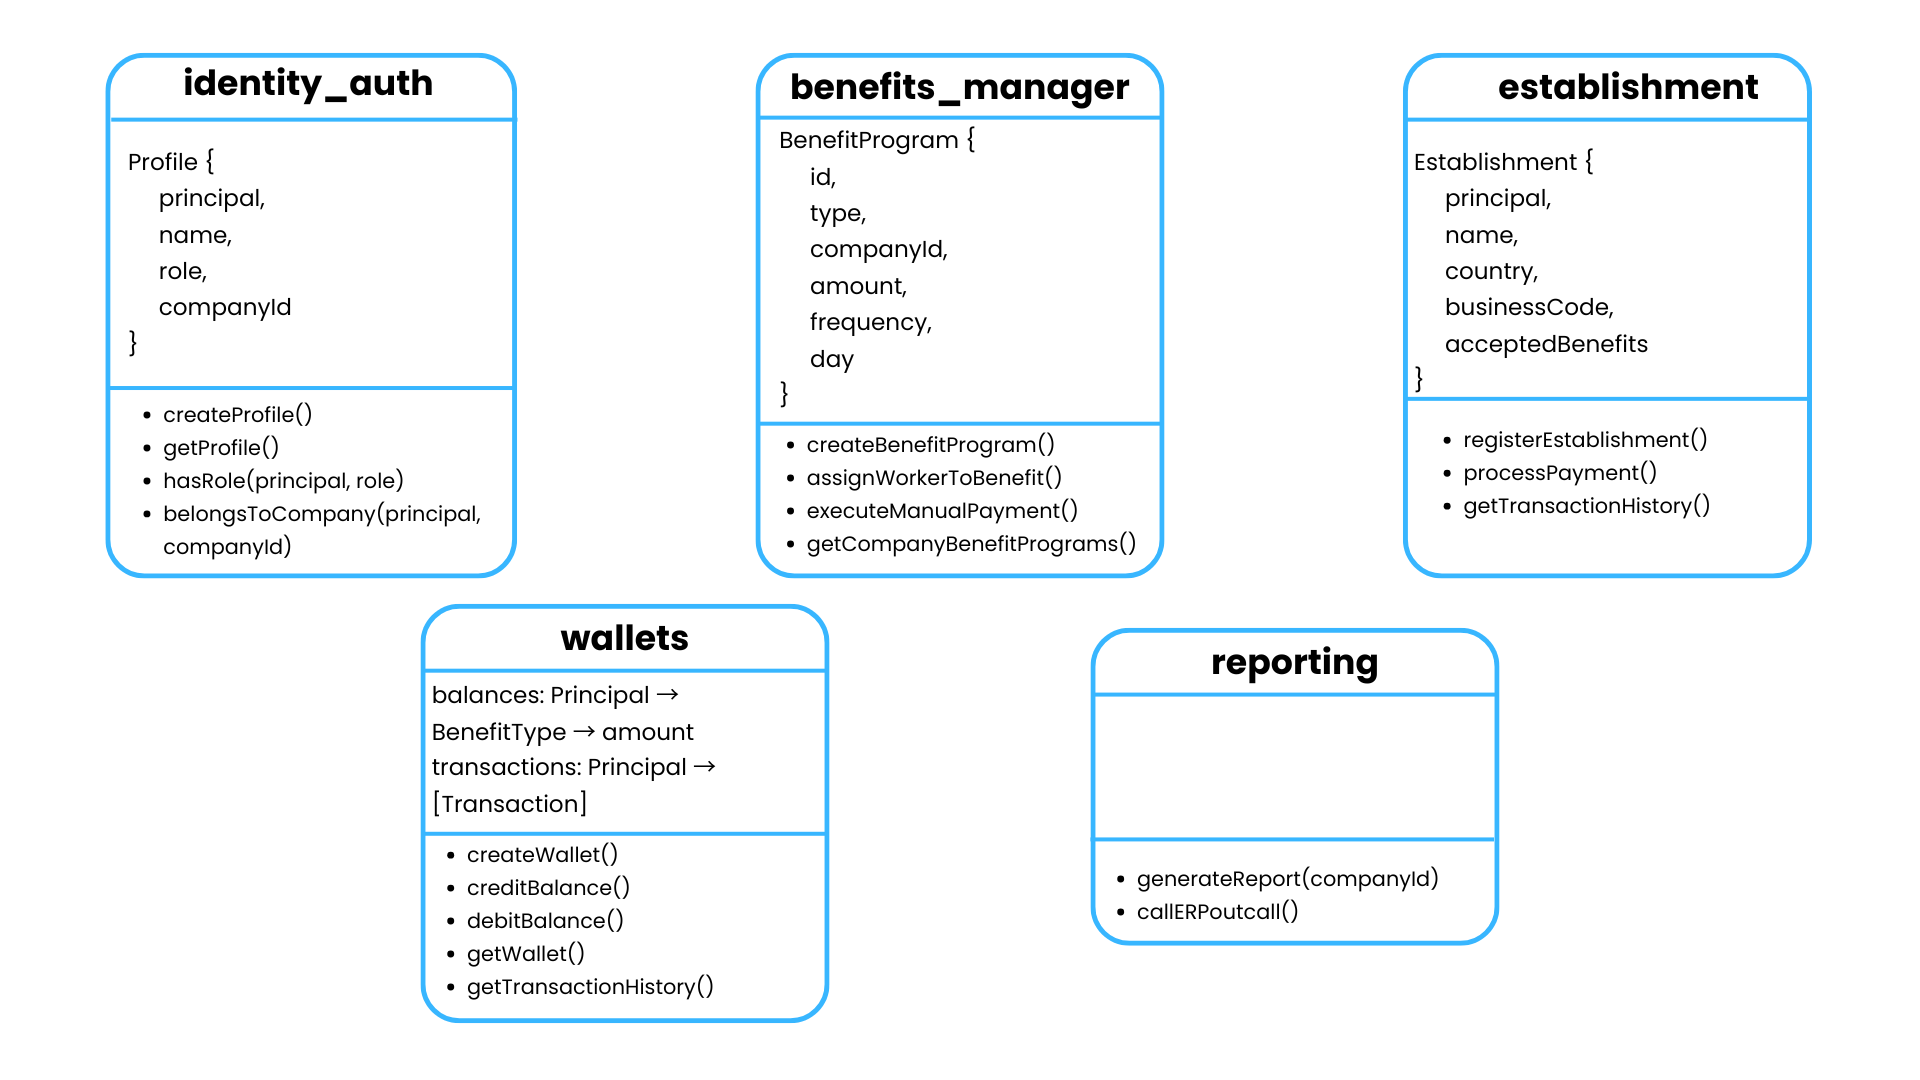 identity_auth
Profile {
principal,
name,
role,
companyId
}
• createProfile()
• getProfile()
• hasRole(principal, role)
• belongsToCompany(principal,
companyId)
benefits_manager
BenefitProgram {
id,
type,
companyId,
amount,
frequency,
day
}
• createBenefitProgram()
• assignWorkerToBenefit()
• executeManualPayment()
• getCompanyBenefitPrograms()
establishment
Establishment {
principal,
name,
country,
businessCode,
acceptedBenefits
}
• registerEstablishment()
• processPayment()
• getTransactionHistory()
wallets
balances: Principal →
BenefitType → amount
transactions: Principal →
[Transaction]
• createWallet()
• creditBalance()
• debitBalance()
• getWallet()
• getTransactionHistory()
reporting
• generateReport(companyId)
• callERPoutcall()